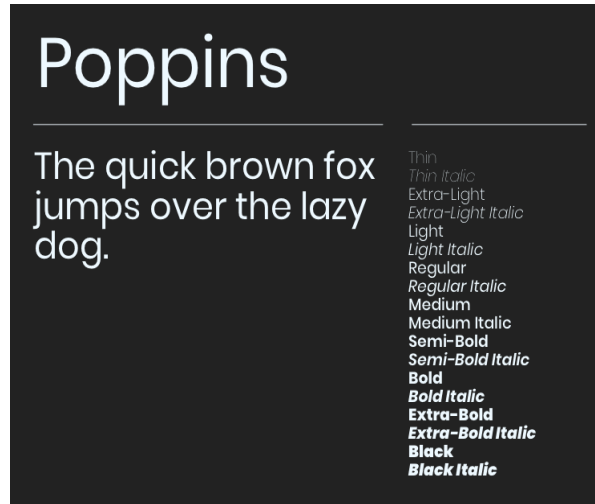 Poppins
The quick brown fox
jumps over the lazy
dog.
Thin
Thin Italic
Extra-Light
Extra-Light Italic
Light
Light Italic
Regular
Regular Italic
Medium
Medium Italic
Semi-Bold
Semi-Bold Italic
Bold
Bold Italic
Extra-Bold
Extra-Bold Italic
Black
Black Italic